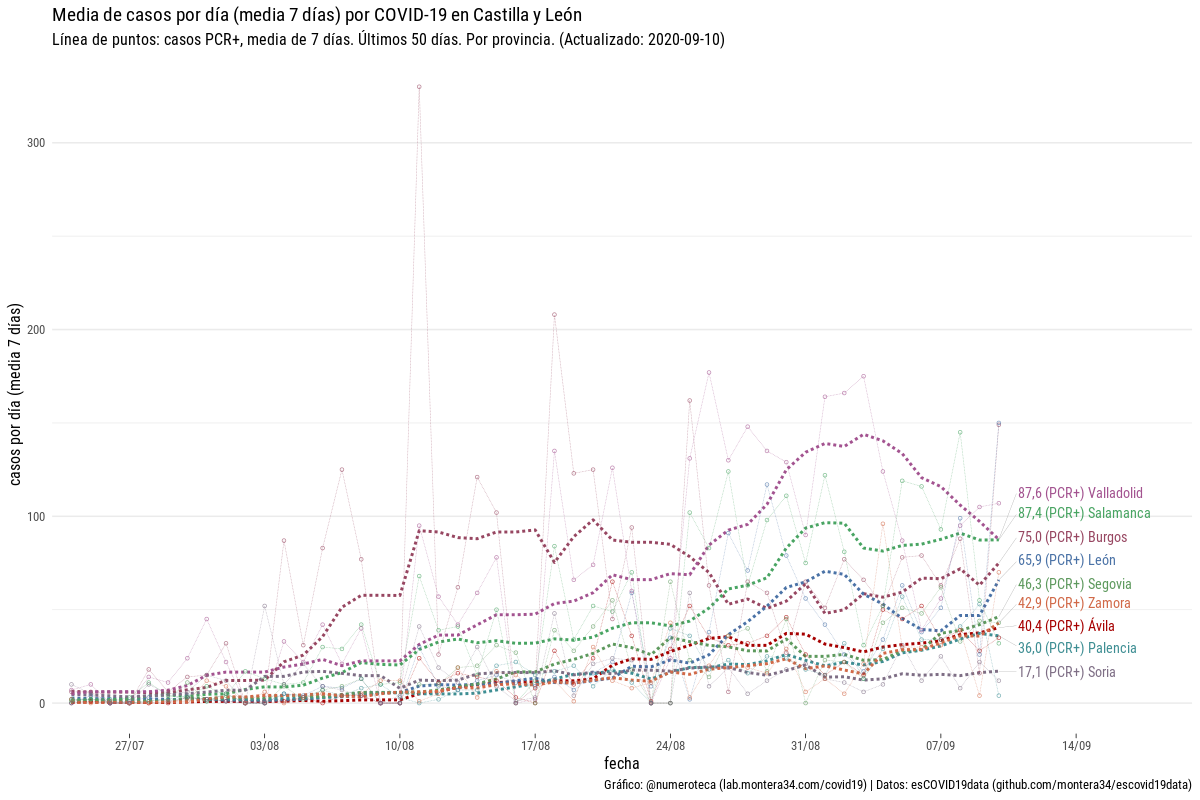 Media de casos por día (media 7 días) por COVID-19 en Castilla y León
Línea de puntos: casos PCR+, media de 7 días. Últimos 50 días. Por provincia. (Actualizado: 2020-09-10)
casos por día (media 7 días)
300
200
100
0
87,6 (PCR+) Valladolid
87,4 (PCR+) Salamanca
75,0 (PCR+) Burgos
65,9 (PCR+) León
46,3 (PCR+) Segovia
42,9 (PCR+) Zamora
40,4 (PCR+) Ávila
36,0 (PCR+) Palencia
17,1 (PCR+) Soria
27/07 03/08 10/08 17/08 24/08 31/08 07/09 14/09
fecha
Gráfico: @numeroteca (lab.montera34.com/covid19) | Datos: esCOVID19data (github.com/montera34/escovid19data)